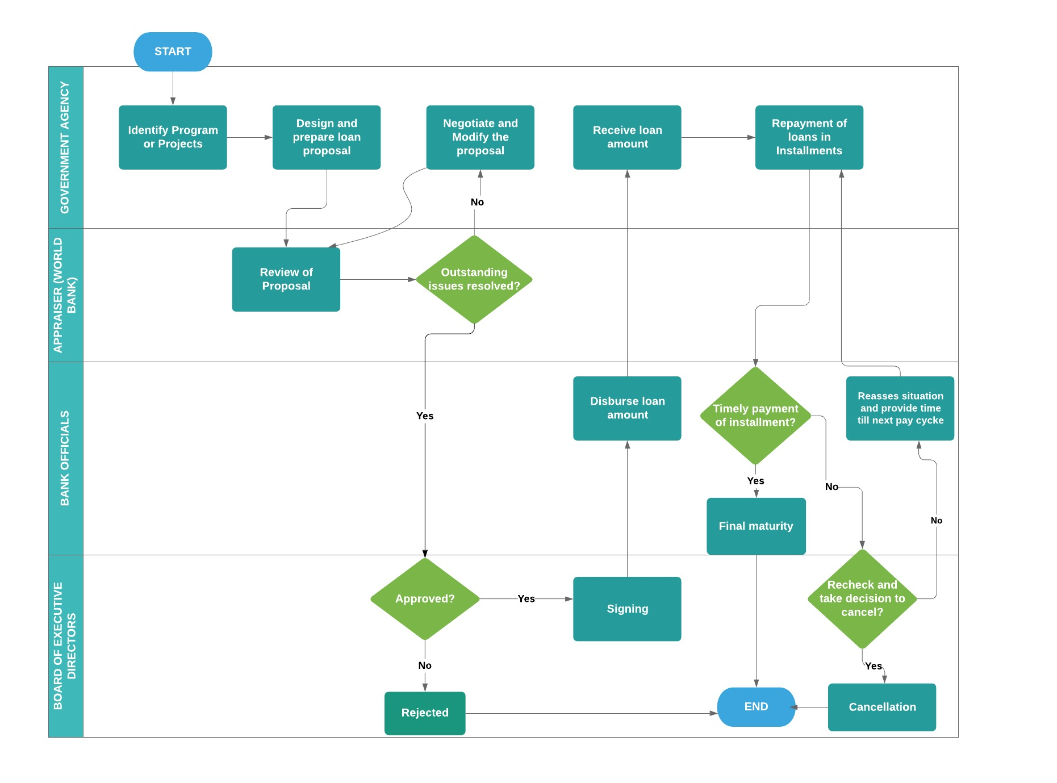 START
GOVERNMENT AGENCY
Identify Program
or Projects
Design and
prepare loan
proposal
Negotiate and
Modify the
proposal
Receive loan
amount
Repayment of
loans in
Installments
No
APPRAISER (WORLD
BANK)
Review of
Proposal
Outstanding
issues resolved?
BANK OFFICIALS
Yes
Disburse loan
amount
Timely payment
of installment?
Reasses situation
and provide time
till next pay cycke
Yes
No
Final maturity
No
BOARD OF EXECUTIVE
DIRECTORS
Approved?
Yes
Signing
Recheck and
take decision to
cancel?
No
Yes
Rejected
END
Cancellation